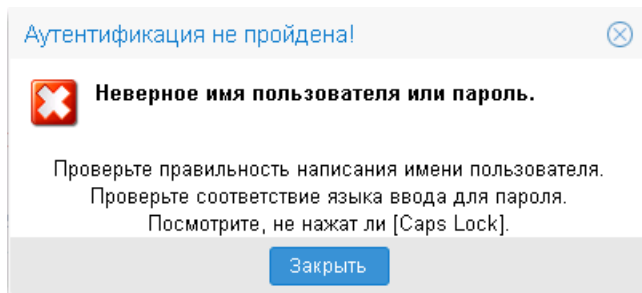 Аутентификация не пройдена!
Неверное имя пользователя или пароль.
Проверьте правильность написания имени пользователя.
Проверьте соответствие языка ввода для пароля.
Посмотрите, не нажат ли [Caps Lock].
Закрыть